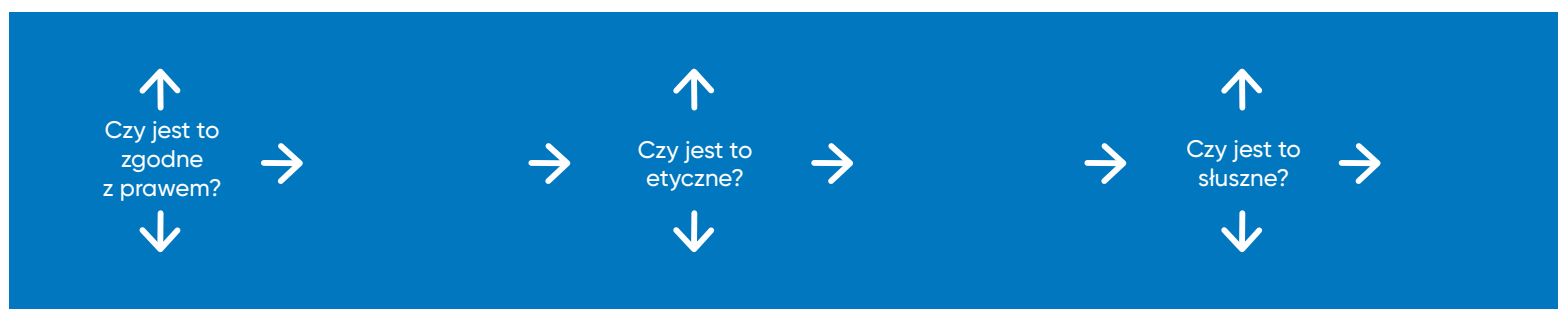 Czy jest to
zgodne
z prawem?
Czy jest to
etyczne?
Czy jest to
słuszne?